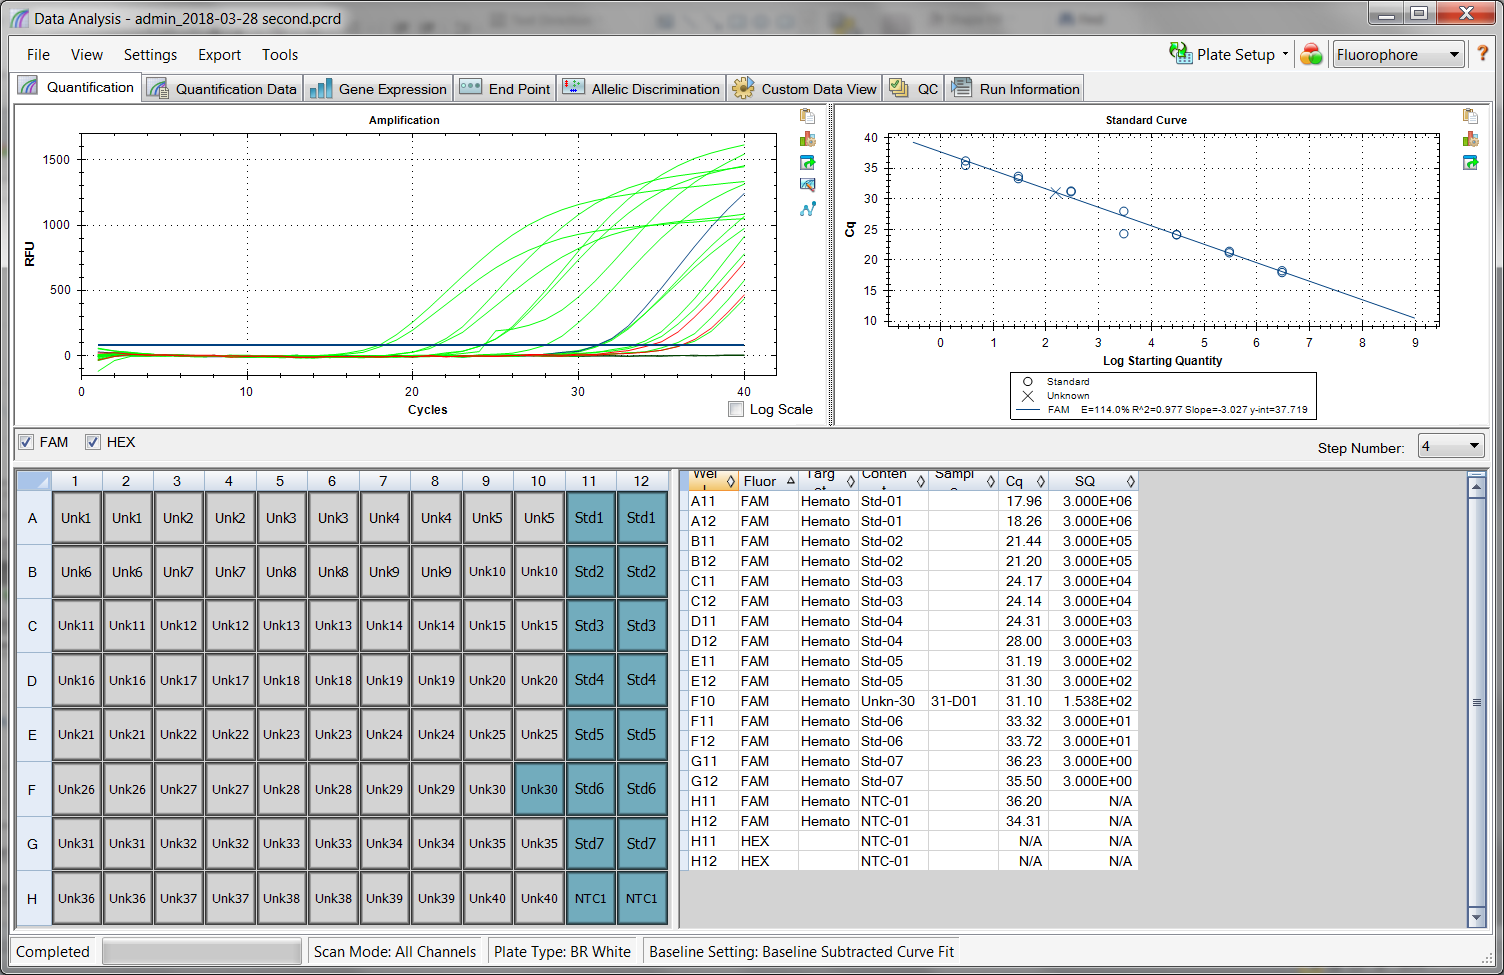 Data Analysis - admin_2018-03-28 second.pcrd
File View Settings Export Tools
Plate Setup Fluorophore ?
Quantification Quantification Data Gene Expression End Point Allelic Discrimination Custom Data View QC Run Information
Amplification
1500
1000
500
0
RFU
0 10 20 30 40
Cycles
Log Scale
Standard Curve
40
35
30
25
20
15
10
Cq
0 1 2 3 4 5 6 7 8 9
Log Starting Quantity
Standard
Unknown
FAM E=114.0% R^2=0.977 Slope=-3.027 y-int=37.719
FAM HEX
Step Number: 4
1 2 3 4 5 6 7 8 9 10 11 12
A Unk1 Unk1 Unk2 Unk2 Unk3 Unk3 Unk4 Unk4 Unk5 Unk5 Std1 Std1
B Unk6 Unk6 Unk7 Unk7 Unk8 Unk8 Unk9 Unk9 Unk10 Unk10 Std2 Std2
C Unk11 Unk11 Unk12 Unk12 Unk13 Unk13 Unk14 Unk14 Unk15 Unk15 Std3 Std3
D Unk16 Unk16 Unk17 Unk17 Unk18 Unk18 Unk19 Unk19 Unk20 Unk20 Std4 Std4
E Unk21 Unk21 Unk22 Unk22 Unk23 Unk23 Unk24 Unk24 Unk25 Unk25 Std5 Std5
F Unk26 Unk26 Unk27 Unk27 Unk28 Unk28 Unk29 Unk29 Unk30 Unk30 Std6 Std6
G Unk31 Unk31 Unk32 Unk32 Unk33 Unk33 Unk34 Unk34 Unk35 Unk35 Std7 Std7
H Unk36 Unk36 Unk37 Unk37 Unk38 Unk38 Unk39 Unk39 Unk40 Unk40 NTC1 NTC1
Fluor Cq SQ
A11 FAM Hemato Std-01 17.96 3.000E+06
A12 FAM Hemato Std-01 18.26 3.000E+06
B11 FAM Hemato Std-02 21.44 3.000E+05
B12 FAM Hemato Std-02 21.20 3.000E+05
C11 FAM Hemato Std-03 24.17 3.000E+04
C12 FAM Hemato Std-03 24.14 3.000E+04
D11 FAM Hemato Std-04 24.31 3.000E+03
D12 FAM Hemato Std-04 28.00 3.000E+03
E11 FAM Hemato Std-05 31.19 3.000E+02
E12 FAM Hemato Std-05 31.30 3.000E+02
F10 FAM Hemato Unkn-30 31-D01 31.10 1.538E+02
F11 FAM Hemato Std-06 33.32 3.000E+01
F12 FAM Hemato Std-06 33.72 3.000E+01
G11 FAM Hemato Std-07 36.23 3.000E+00
G12 FAM Hemato Std-07 35.50 3.000E+00
H11 FAM Hemato NTC-01 36.20 N/A
H12 FAM Hemato NTC-01 34.31 N/A
H11 HEX NTC-01 N/A N/A
H12 HEX NTC-01 N/A N/A
Completed Scan Mode: All Channels Plate Type: BR White Baseline Setting: Baseline Subtracted Curve Fit